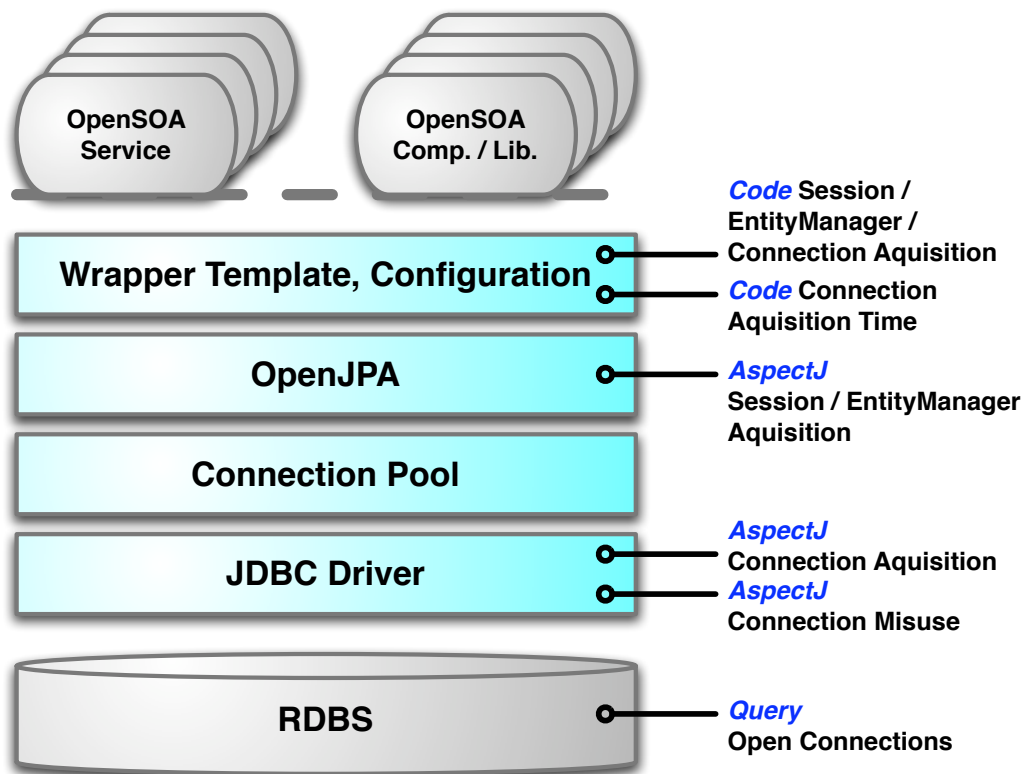 OpenSOA
Service
OpenSOA
Comp. / Lib.
Code Session /
EntityManager /
Connection Aquisition
Wrapper Template, Configuration
Code Connection
Aquisition Time
OpenJPA
AspectJ
Session / EntityManager
Aquisition
Connection Pool
JDBC Driver
AspectJ
Connection Aquisition
AspectJ
Connection Misuse
RDBS
Query
Open Connections